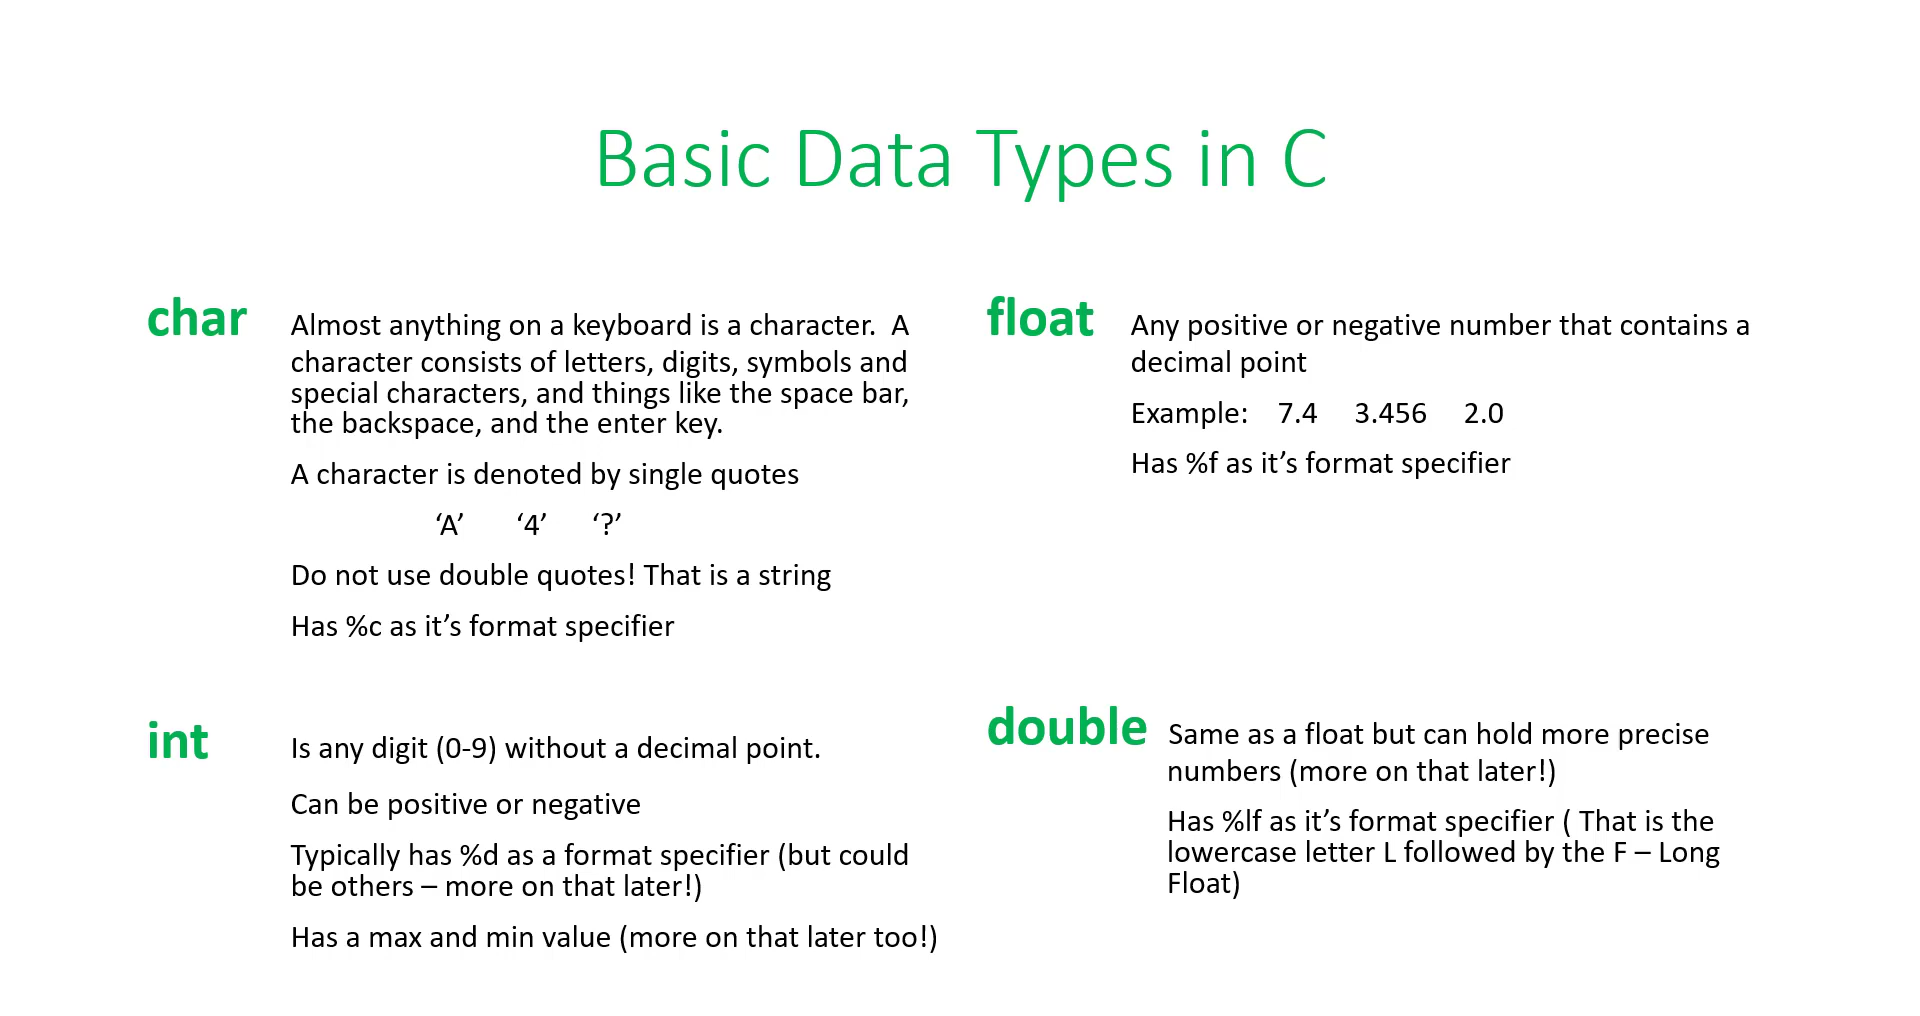 Basic Data Types in C
char Almost anything on a keyboard is a character.  A
character consists of letters, digits, symbols and
special characters, and things like the space bar,
the backspace, and the enter key.
A character is denoted by single quotes
‘A’ ‘4’ ‘?’
Do not use double quotes! That is a string
Has %c as it’s format specifier
int Is any digit (0-9) without a decimal point.
Can be positive or negative
Typically has %d as a format specifier (but could
be others – more on that later!)
Has a max and min value (more on that later too!)
float Any positive or negative number that contains a
decimal point
Example: 7.4 3.456 2.0
Has %f as it’s format specifier
double Same as a float but can hold more precise
numbers (more on that later!)
Has %lf as it’s format specifier ( That is the
lowercase letter L followed by the F – Long
Float)